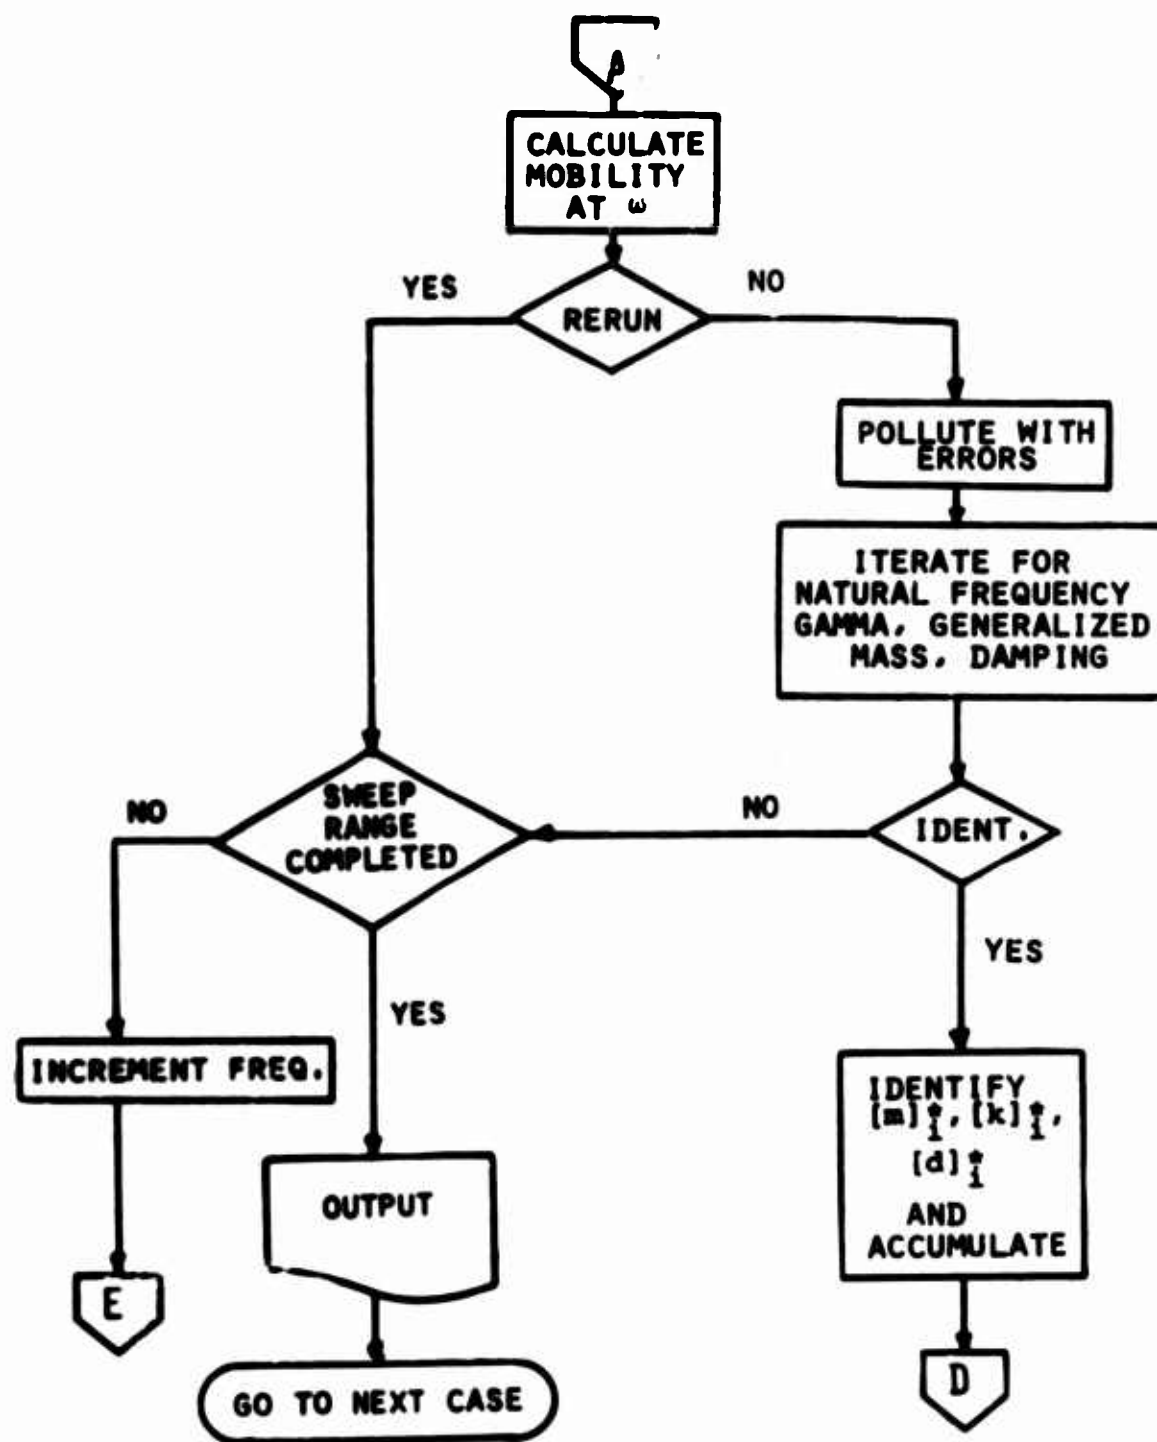 A
CALCULATE
MOBILITY
AT ω
YES
NO
RERUN
POLLUTE WITH
ERRORS
ITERATE FOR
NATURAL FREQUENCY
GAMMA, GENERALIZED
MASS, DAMPING
NO
SWEEP
RANGE
COMPLETED
NO
IDENT.
YES
YES
INCREMENT FREQ.
IDENTIFY
[m]*i, [k]*i,
[d]*i
AND
ACCUMULATE
OUTPUT
E
D
GO TO NEXT CASE